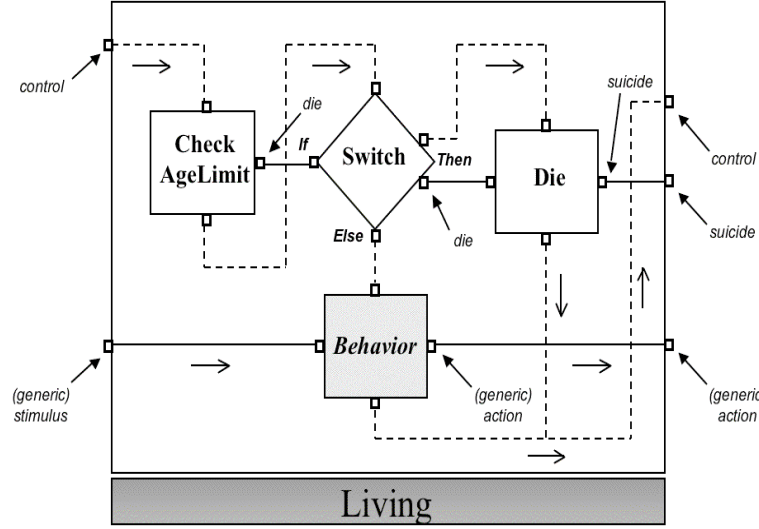 control
die
suicide
If
Check
AgeLimit
Switch
Then
Die
control
Else
die
suicide
Behavior
(generic)
stimulus
(generic)
action
(generic
action
Living